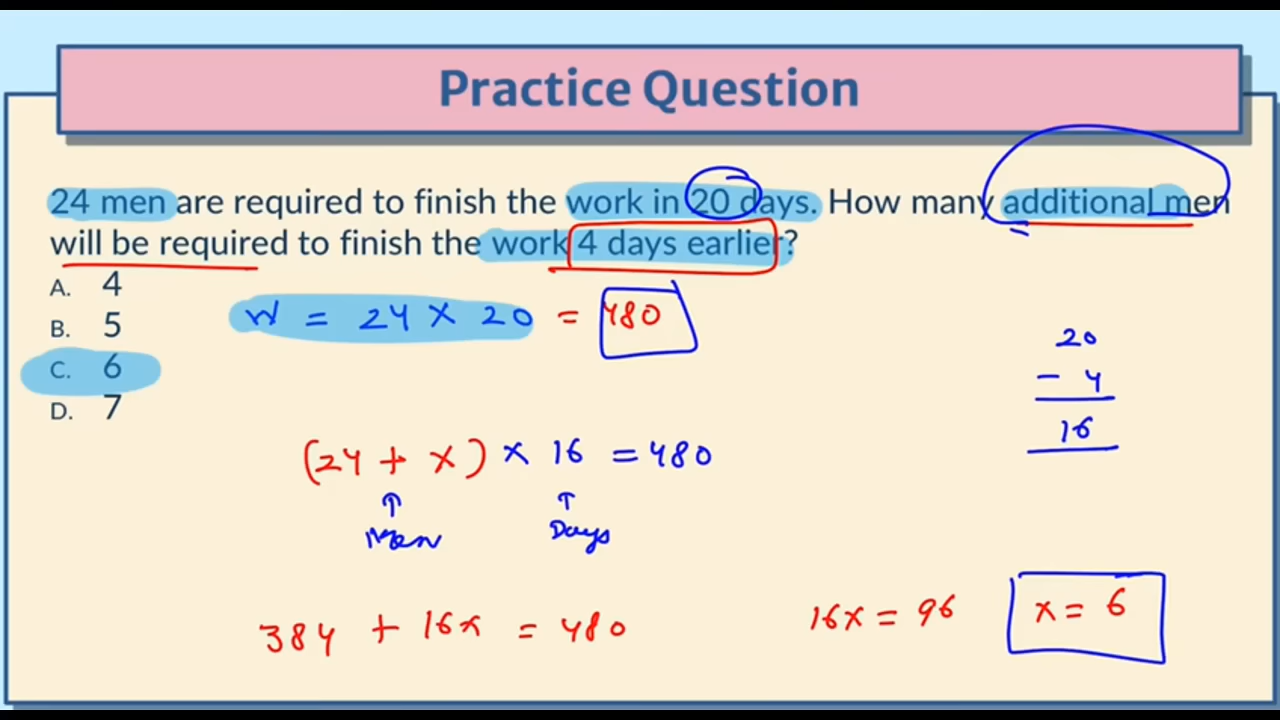 Practice Question
24 men are required to finish the work in 20 days. How many additional men
will be required to finish the work 4 days earlier?
A. 4
B. 5
C. 6
D. 7
W = 24 × 20 = 480
20
- 4
16
(24 + x) × 16 = 480
↑ ↑
Men Days
384 + 16x = 480
16x = 96
x = 6